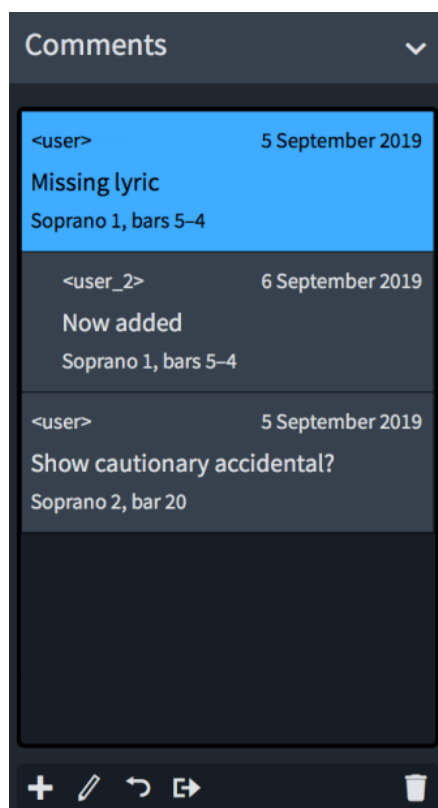 Comments
<user> 5 September 2019
Missing lyric
Soprano 1, bars 5–4
<user_2> 6 September 2019
Now added
Soprano 1, bars 5–4
<user> 5 September 2019
Show cautionary accidental?
Soprano 2, bar 20